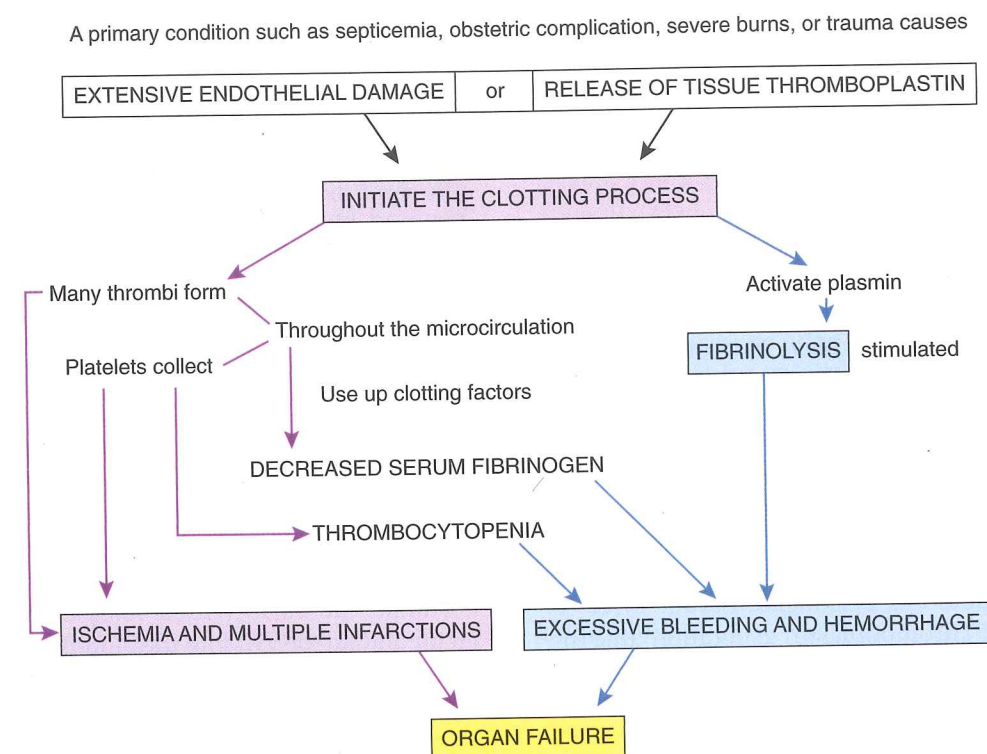 A primary condition such as septicemia, obstetric complication, severe burns, or trauma causes
EXTENSIVE ENDOTHELIAL DAMAGE or RELEASE OF TISSUE THROMBOPLASTIN
INITIATE THE CLOTTING PROCESS
Many thrombi form
Activate plasmin
Throughout the microcirculation
Platelets collect
FIBRINOLYSIS stimulated
Use up clotting factors
DECREASED SERUM FIBRINOGEN
THROMBOCYTOPENIA
ISCHEMIA AND MULTIPLE INFARCTIONS
EXCESSIVE BLEEDING AND HEMORRHAGE
ORGAN FAILURE